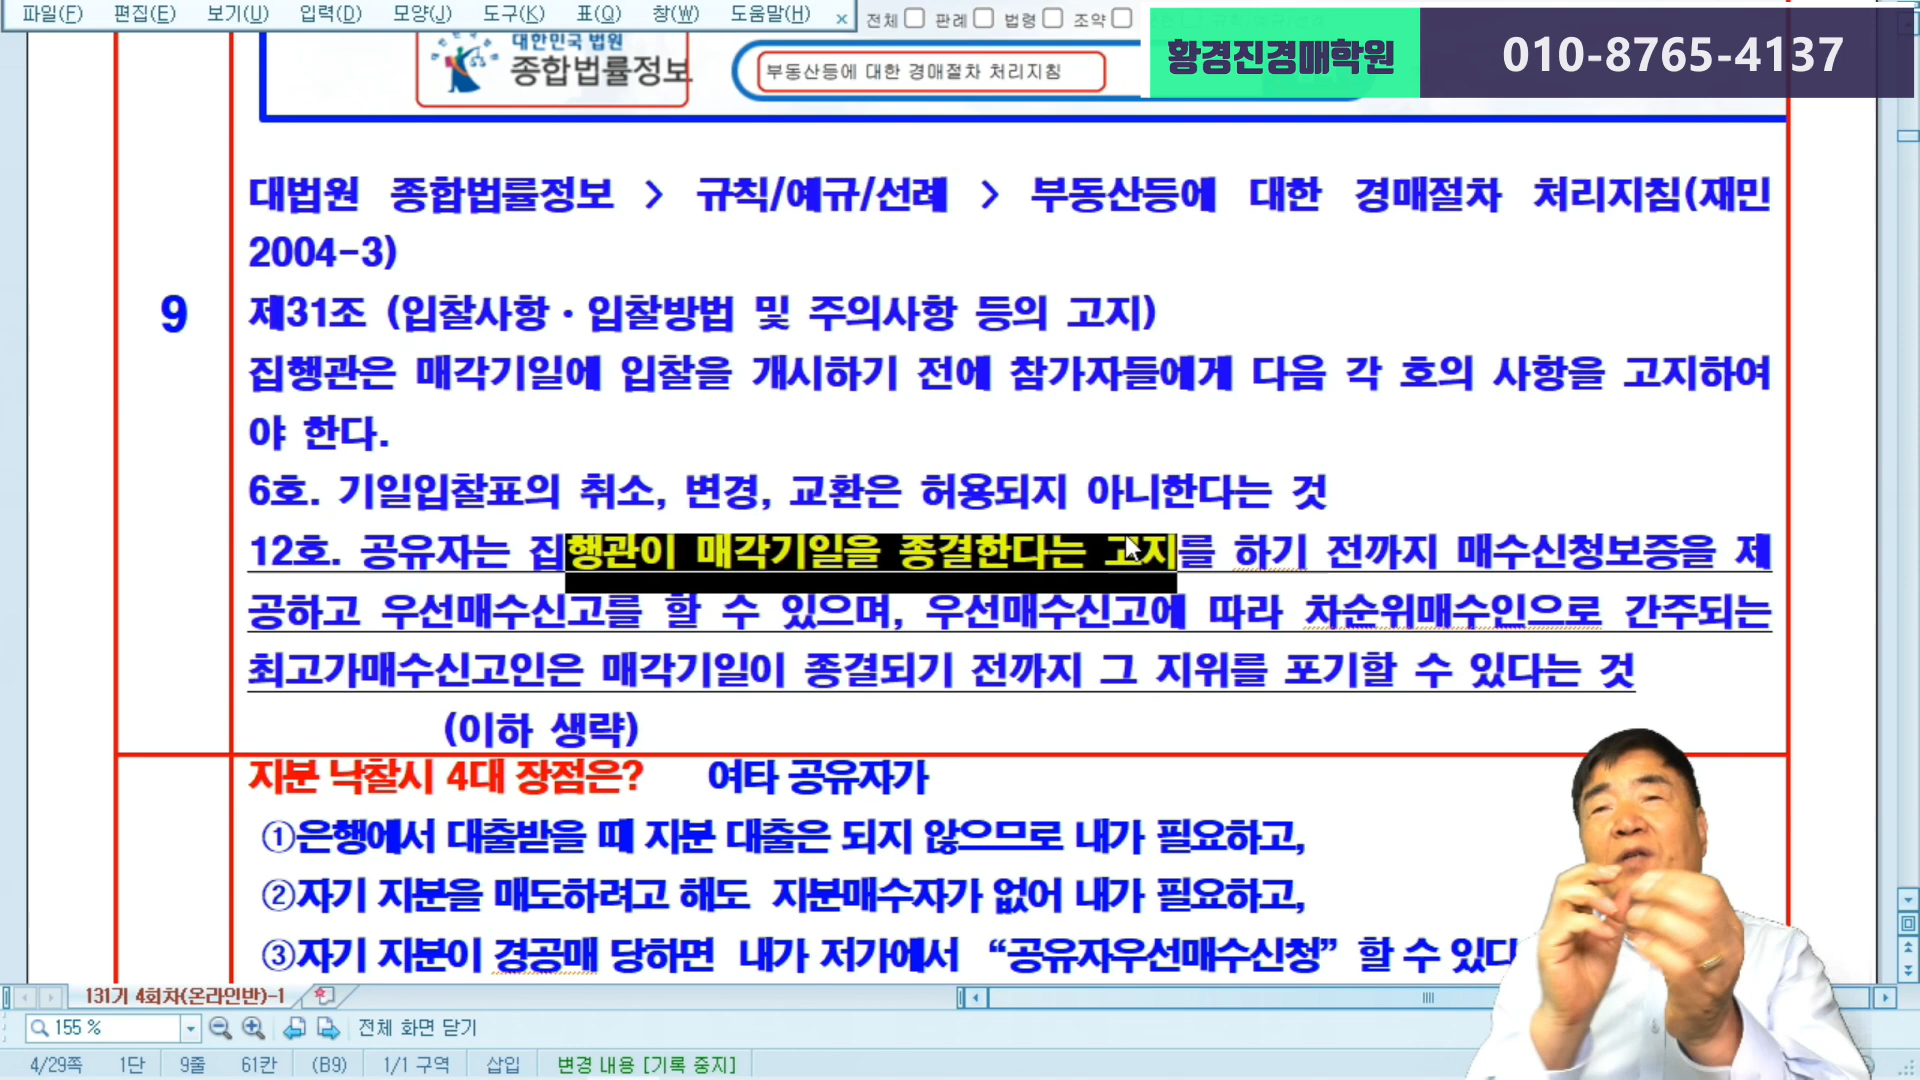 파일(F) 편집(E) 보기(U) 입력(D) 모양(J) 도구(K) 표(Q) 창(W) 도움말(H) x 전체 판례 법령 조약
황경진경매학원 010-8765-4137
대한민국 법원
종합법률정보
부동산등에 대한 경매절차 처리지침
대법원 종합법률정보 > 규칙/예규/선례 > 부동산등에 대한 경매절차 처리지침(재민
2004-3)
9 제31조 (입찰사항·입찰방법 및 주의사항 등의 고지)
집행관은 매각기일에 입찰을 개시하기 전에 참가자들에게 다음 각 호의 사항을 고지하여
야 한다.
6호. 기일입찰표의 취소, 변경, 교환은 허용되지 아니한다는 것
12호. 공유자는 집행관이 매각기일을 종결한다는 고지를 하기 전까지 매수신청보증을 제
공하고 우선매수신고를 할 수 있으며, 우선매수신고에 따라 차순위매수인으로 간주되는
최고가매수신고인은 매각기일이 종결되기 전까지 그 지위를 포기할 수 있다는 것
(이하 생략)
지분 낙찰시 4대 장점은? 여타 공유자가
①은행에서 대출받을 때 지분 대출은 되지 않으므로 내가 필요하고,
②자기 지분을 매도하려고 해도 지분매수자가 없어 내가 필요하고,
③자기 지분이 경공매 당하면 내가 저가에서 “공유자우선매수신청” 할 수 있다
131기 4회차(온라인반)-1
155 % 전체 화면 닫기
4/29쪽 1단 9줄 61칸 (B9) 1/1 구역 삽입 변경 내용 [기록 중지]